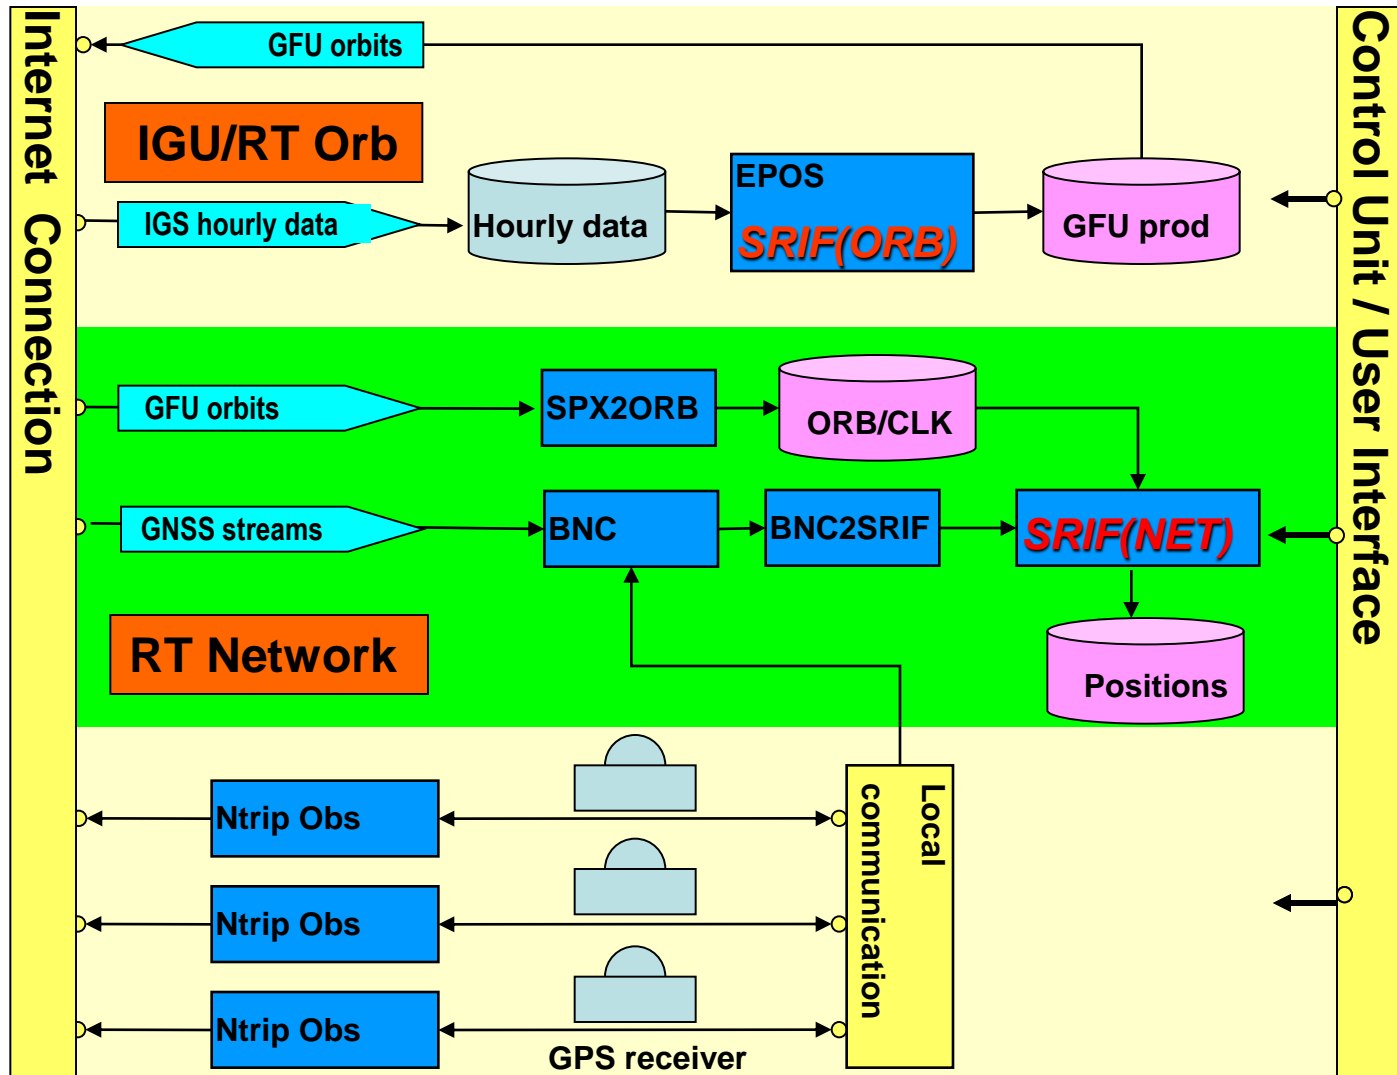 Internet Connection
Control Unit / User Interface
GFU orbits
IGU/RT Orb
IGS hourly data
Hourly data
EPOS
SRIF(ORB)
GFU prod
GFU orbits
SPX2ORB
ORB/CLK
GNSS streams
BNC
BNC2SRIF
SRIF(NET)
RT Network
Positions
Ntrip Obs
Ntrip Obs
Ntrip Obs
Local
communication
GPS receiver